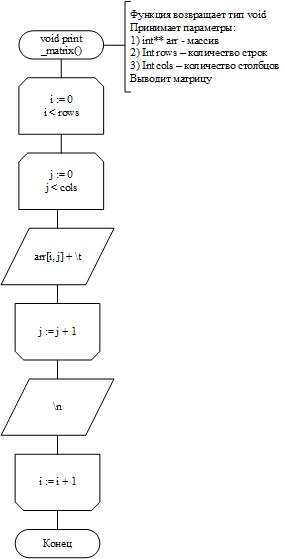 void print
_matrix()
Функция возвращает тип void
Принимает параметры:
1) int** arr - массив
2) Int rows – количество строк
3) Int cols – количество столбцов
Выводит матрицу
i := 0
i < rows
j := 0
j < cols
arr[i, j] + \t
j := j + 1
\n
i := i + 1
Конец